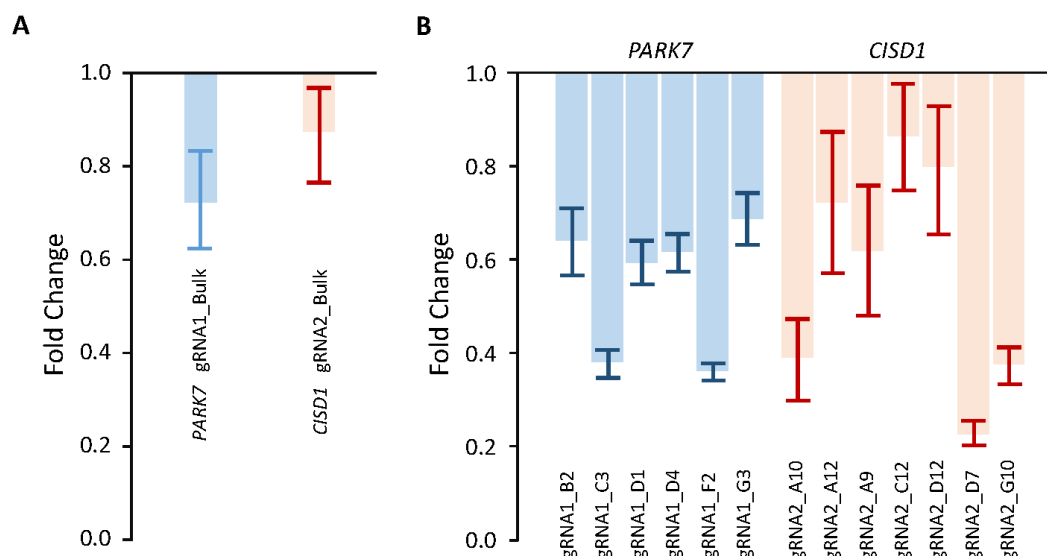 A
1.0
0.8
0.6
0.4
0.2
0.0
Fold Change
PARK7 gRNA1_Bulk
CISD1 gRNA2_Bulk
B
PARK7
CISD1
1.0
0.8
0.6
0.4
0.2
0.0
Fold Change
gRNA1_B2
gRNA1_C3
gRNA1_D1
gRNA1_D4
gRNA1_F2
gRNA1_G3
gRNA2_A10
gRNA2_A12
gRNA2_A9
gRNA2_C12
gRNA2_D12
gRNA2_D7
gRNA2_G10